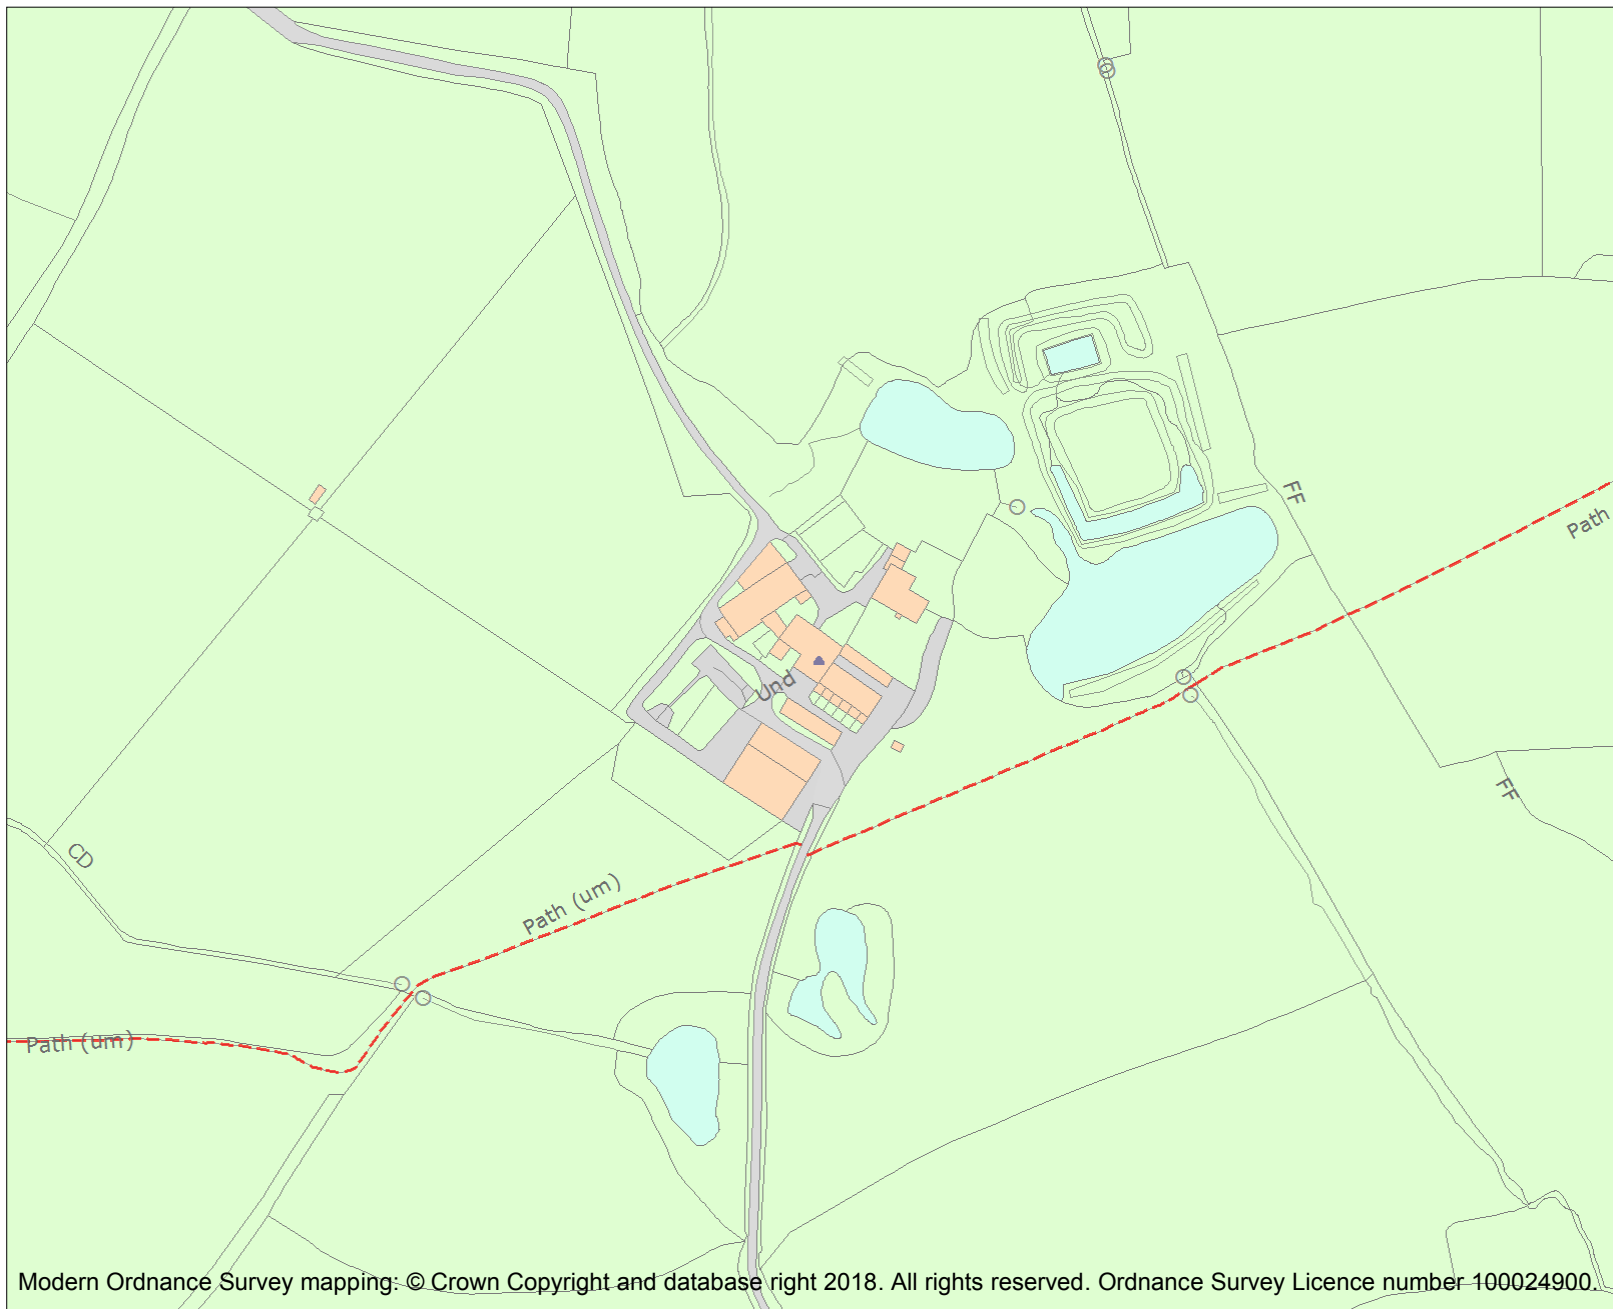 FF
Path
Und
FF
CD
Path (um)
Path (um)
Modern Ordnance Survey mapping: © Crown Copyright and database right 2018. All rights reserved. Ordnance Survey Licence number 100024900.